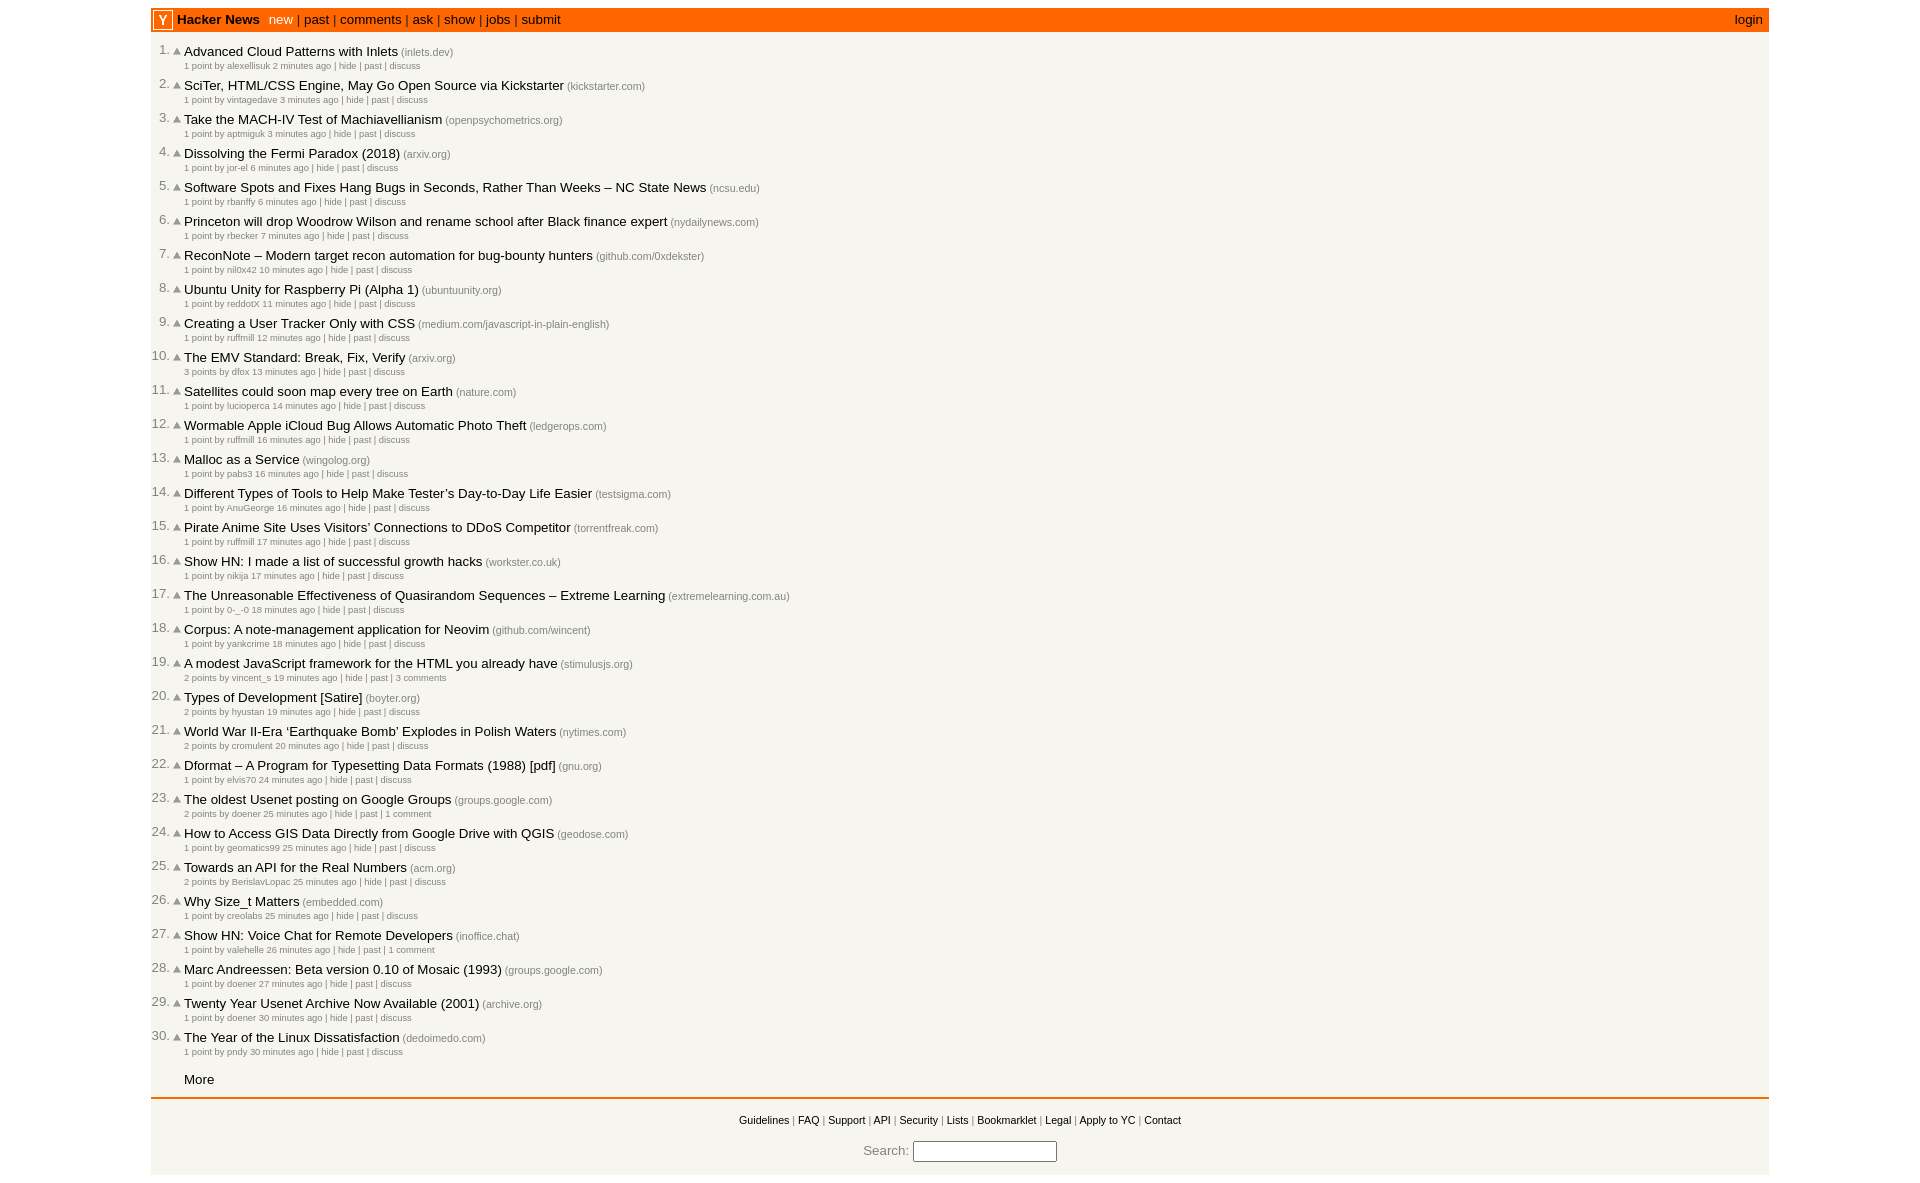 Y Hacker News new | past | comments | ask | show | jobs | submit login
1. Advanced Cloud Patterns with Inlets (inlets.dev)
1 point by alexellisuk 2 minutes ago | hide | past | discuss
2. SciTer, HTML/CSS Engine, May Go Open Source via Kickstarter (kickstarter.com)
1 point by vintagedave 3 minutes ago | hide | past | discuss
3. Take the MACH-IV Test of Machiavellianism (openpsychometrics.org)
1 point by aptmiguk 3 minutes ago | hide | past | discuss
4. Dissolving the Fermi Paradox (2018) (arxiv.org)
1 point by jor-el 6 minutes ago | hide | past | discuss
5. Software Spots and Fixes Hang Bugs in Seconds, Rather Than Weeks – NC State News (ncsu.edu)
1 point by rbanffy 6 minutes ago | hide | past | discuss
6. Princeton will drop Woodrow Wilson and rename school after Black finance expert (nydailynews.com)
1 point by rbecker 7 minutes ago | hide | past | discuss
7. ReconNote – Modern target recon automation for bug-bounty hunters (github.com/0xdekster)
1 point by nil0x42 10 minutes ago | hide | past | discuss
8. Ubuntu Unity for Raspberry Pi (Alpha 1) (ubuntuunity.org)
1 point by reddotX 11 minutes ago | hide | past | discuss
9. Creating a User Tracker Only with CSS (medium.com/javascript-in-plain-english)
1 point by ruffmill 12 minutes ago | hide | past | discuss
10. The EMV Standard: Break, Fix, Verify (arxiv.org)
3 points by dfox 13 minutes ago | hide | past | discuss
11. Satellites could soon map every tree on Earth (nature.com)
1 point by lucioperca 14 minutes ago | hide | past | discuss
12. Wormable Apple iCloud Bug Allows Automatic Photo Theft (ledgerops.com)
1 point by ruffmill 16 minutes ago | hide | past | discuss
13. Malloc as a Service (wingolog.org)
1 point by pabs3 16 minutes ago | hide | past | discuss
14. Different Types of Tools to Help Make Tester’s Day-to-Day Life Easier (testsigma.com)
1 point by AnuGeorge 16 minutes ago | hide | past | discuss
15. Pirate Anime Site Uses Visitors’ Connections to DDoS Competitor (torrentfreak.com)
1 point by ruffmill 17 minutes ago | hide | past | discuss
16. Show HN: I made a list of successful growth hacks (workster.co.uk)
1 point by nikija 17 minutes ago | hide | past | discuss
17. The Unreasonable Effectiveness of Quasirandom Sequences – Extreme Learning (extremelearning.com.au)
1 point by 0-_-0 18 minutes ago | hide | past | discuss
18. Corpus: A note-management application for Neovim (github.com/wincent)
1 point by yankcrime 18 minutes ago | hide | past | discuss
19. A modest JavaScript framework for the HTML you already have (stimulusjs.org)
2 points by vincent_s 19 minutes ago | hide | past | 3 comments
20. Types of Development [Satire] (boyter.org)
2 points by hyustan 19 minutes ago | hide | past | discuss
21. World War II-Era ‘Earthquake Bomb’ Explodes in Polish Waters (nytimes.com)
2 points by cromulent 20 minutes ago | hide | past | discuss
22. Dformat – A Program for Typesetting Data Formats (1988) [pdf] (gnu.org)
1 point by elvis70 24 minutes ago | hide | past | discuss
23. The oldest Usenet posting on Google Groups (groups.google.com)
2 points by doener 25 minutes ago | hide | past | 1 comment
24. How to Access GIS Data Directly from Google Drive with QGIS (geodose.com)
1 point by geomatics99 25 minutes ago | hide | past | discuss
25. Towards an API for the Real Numbers (acm.org)
2 points by BerislavLopac 25 minutes ago | hide | past | discuss
26. Why Size_t Matters (embedded.com)
1 point by creolabs 25 minutes ago | hide | past | discuss
27. Show HN: Voice Chat for Remote Developers (inoffice.chat)
1 point by valehelle 26 minutes ago | hide | past | 1 comment
28. Marc Andreessen: Beta version 0.10 of Mosaic (1993) (groups.google.com)
1 point by doener 27 minutes ago | hide | past | discuss
29. Twenty Year Usenet Archive Now Available (2001) (archive.org)
1 point by doener 30 minutes ago | hide | past | discuss
30. The Year of the Linux Dissatisfaction (dedoimedo.com)
1 point by pndy 30 minutes ago | hide | past | discuss
More
Guidelines | FAQ | Support | API | Security | Lists | Bookmarklet | Legal | Apply to YC | Contact
Search: